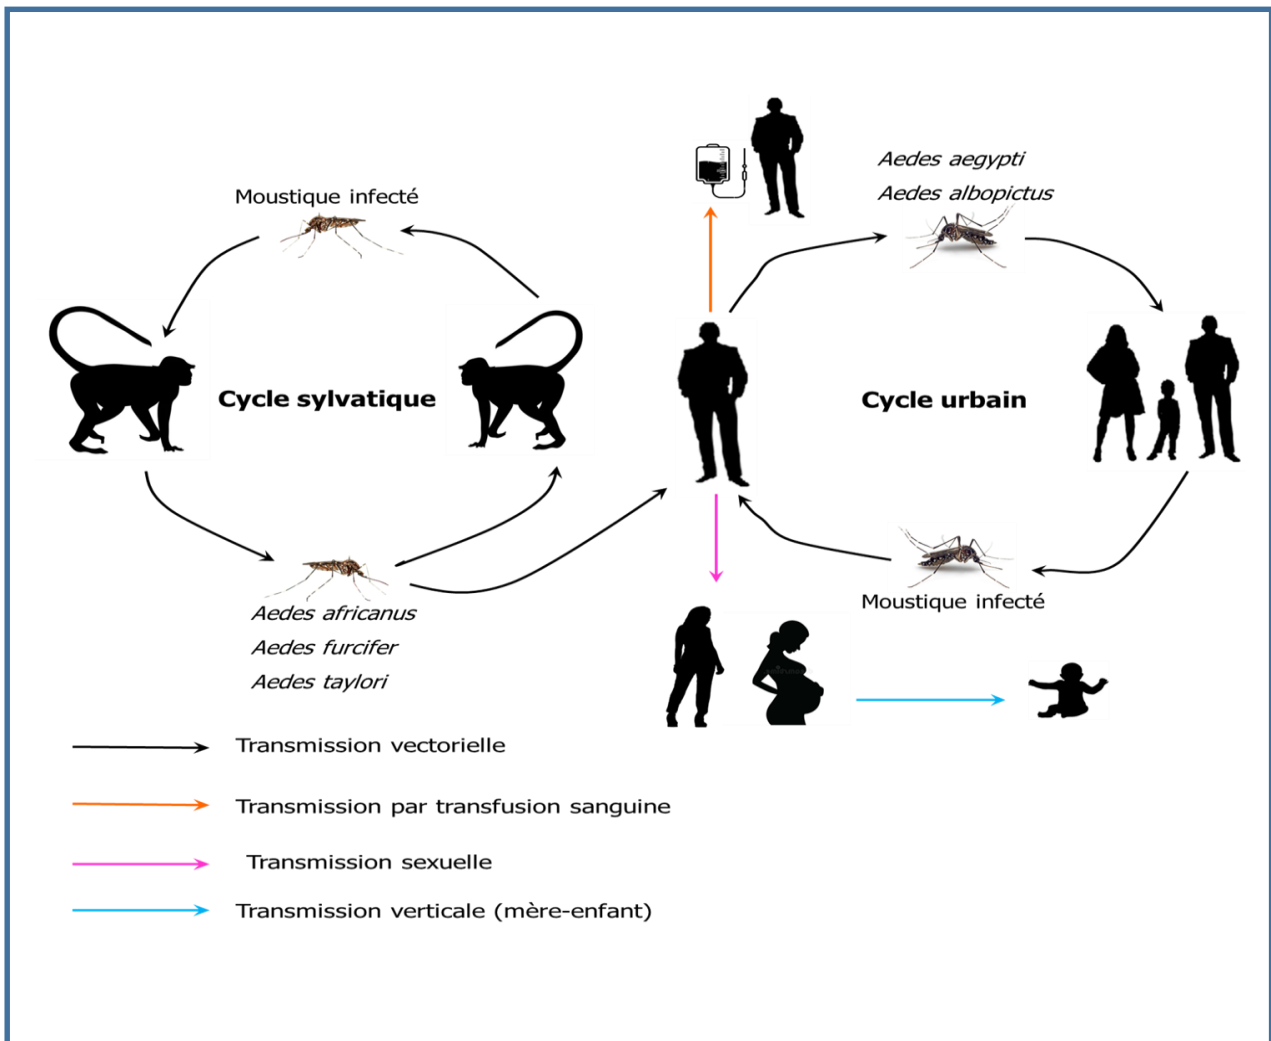 Aedes aegypti
Aedes albopictus
Moustique infecté
Cycle sylvatique
Cycle urbain
Moustique infecté
Aedes africanus
Aedes furcifer
Aedes taylori
Transmission vectorielle
Transmission par transfusion sanguine
Transmission sexuelle
Transmission verticale (mère-enfant)